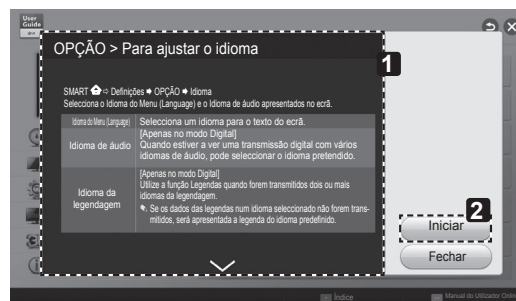 User
Guide
OPÇÃO > Para ajustar o idioma
1
SMART ⇨ Definições ➧ OPÇÃO ➧ Idioma
Selecciona o Idioma do Menu (Language) e o Idioma de áudio apresentados no ecrã.
Idioma do Menu (Language) Selecciona um idioma para o texto do ecrã.
Idioma de áudio
[Apenas no modo Digital]
Quando estiver a ver uma transmissão digital com vários
idiomas de áudio, pode seleccionar o idioma pretendido.
Idioma da
legendagem
[Apenas no modo Digital]
Utilize a função Legendas quando forem transmitidos dois ou mais
idiomas da legendagem.
Se os dados das legendas num idioma seleccionado não forem trans-
mitidos, será apresentada a legenda do idioma predefinido.
2
Iniciar
Fechar
Índice
Manual do Utilizador Onlin